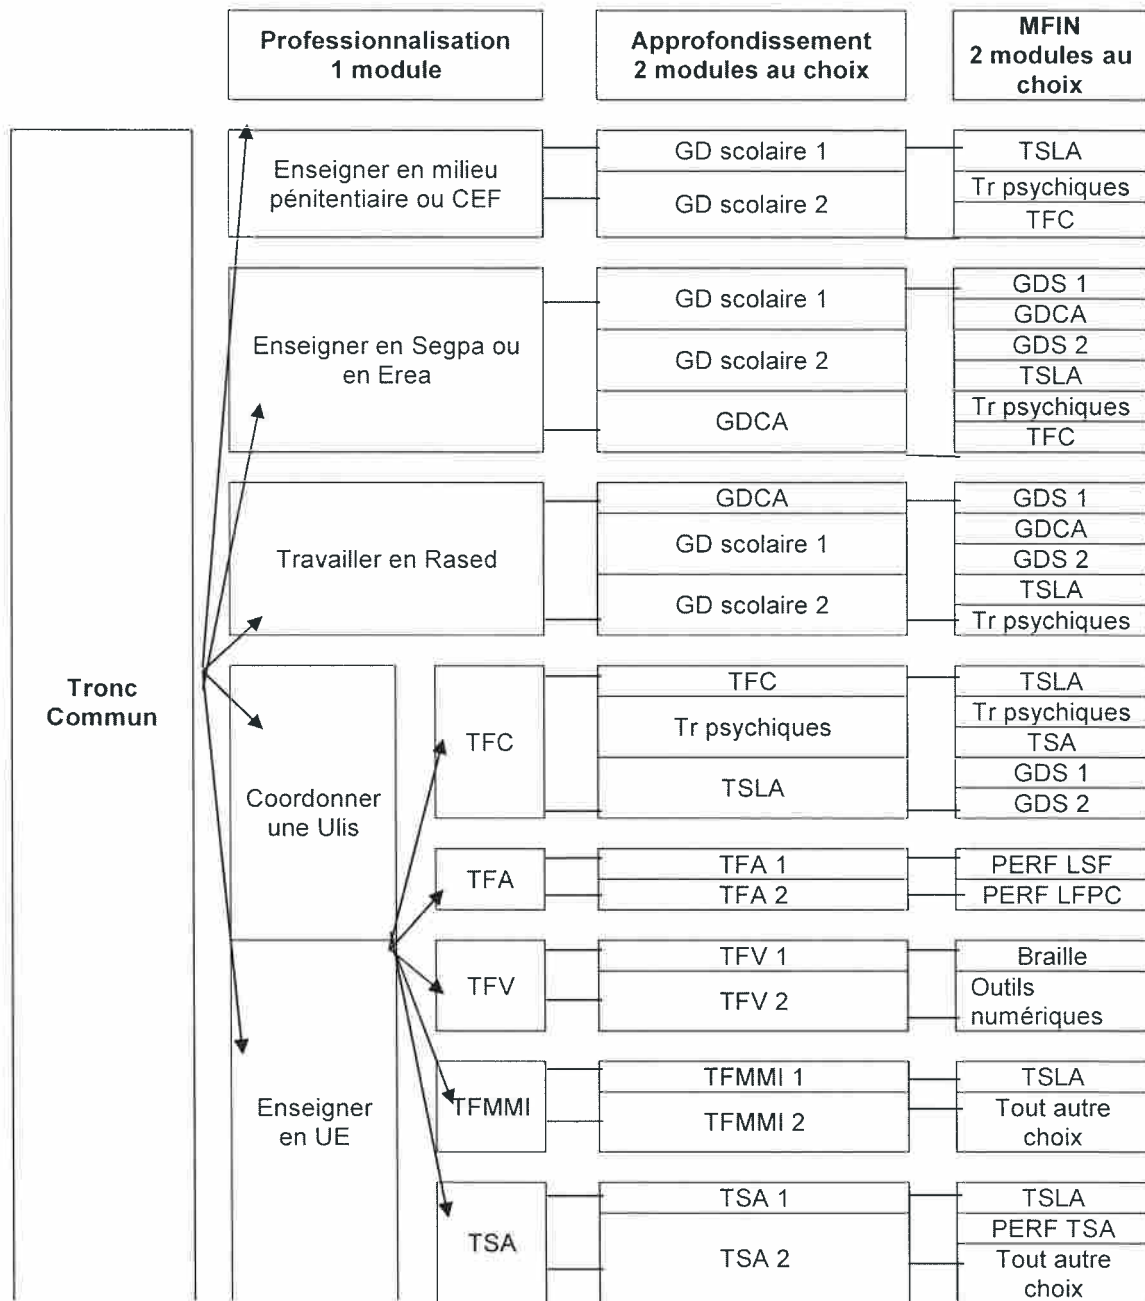 Professionnalisation
1 module
Approfondissement
2 modules au choix
MFIN
2 modules au
choix
Tronc
Commun
Enseigner en milieu
pénitentiaire ou CEF
GD scolaire 1
GD scolaire 2
TSLA
Tr psychiques
TFC
Enseigner en Segpa ou
en Erea
GD scolaire 1
GD scolaire 2
GDCA
GDS 1
GDCA
GDS 2
TSLA
Tr psychiques
TFC
Travailler en Rased
GDCA
GD scolaire 1
GD scolaire 2
GDS 1
GDCA
GDS 2
TSLA
Tr psychiques
Coordonner
une Ulis
Enseigner
en UE
TFC
TFC
Tr psychiques
TSLA
TSLA
Tr psychiques
TSA
GDS 1
GDS 2
TFA
TFA 1
TFA 2
PERF LSF
PERF LFPC
TFV
TFV 1
TFV 2
Braille
Outils
numériques
TFMMI
TFMMI 1
TFMMI 2
TSLA
Tout autre
choix
TSA
TSA 1
TSA 2
TSLA
PERF TSA
Tout autre
choix